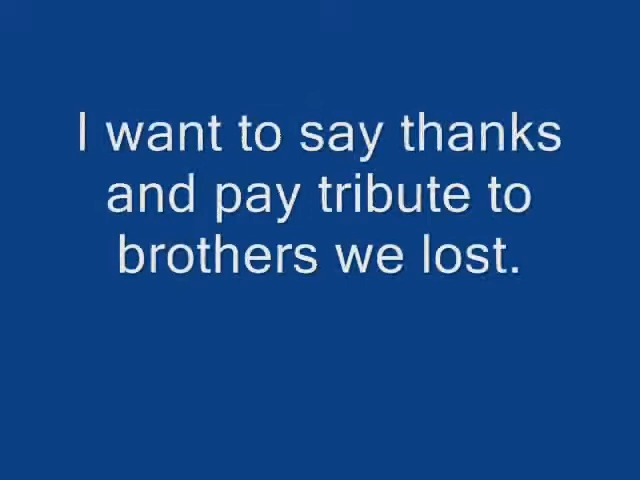 I want to say thanks
and pay tribute to
brothers we lost.